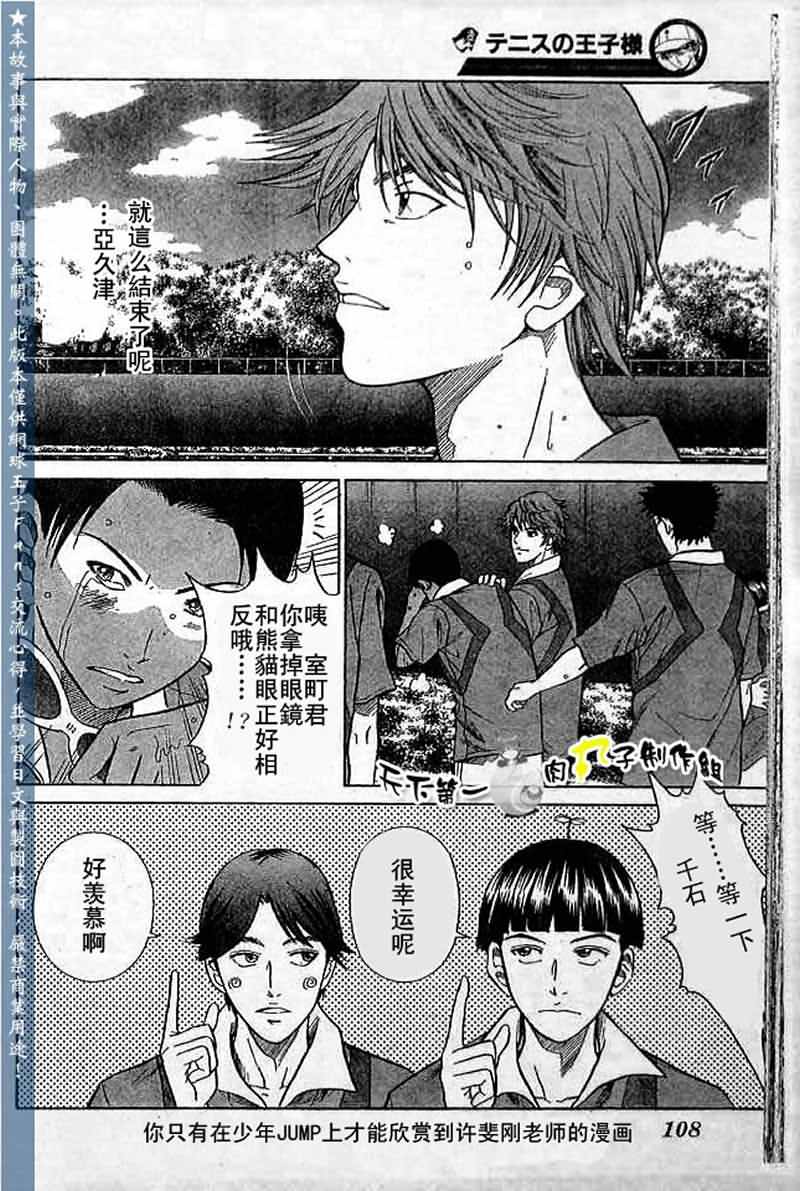 テニスの王子様
就這么結束了呢
…亞久津。
咦 室町君
你拿掉眼鏡
和熊貓眼正好相
反哦……
!?
天下第一
肉丸子制作組
等……等一下
千石
很幸运呢
好羡慕啊
你只有在少年JUMP上才能欣赏到许斐刚老师的漫画
108
★本故事與實際人物、團體無關。此版本僅供網球王子Fans交流心得，並學習日文與製圖技術，嚴禁商業用途！